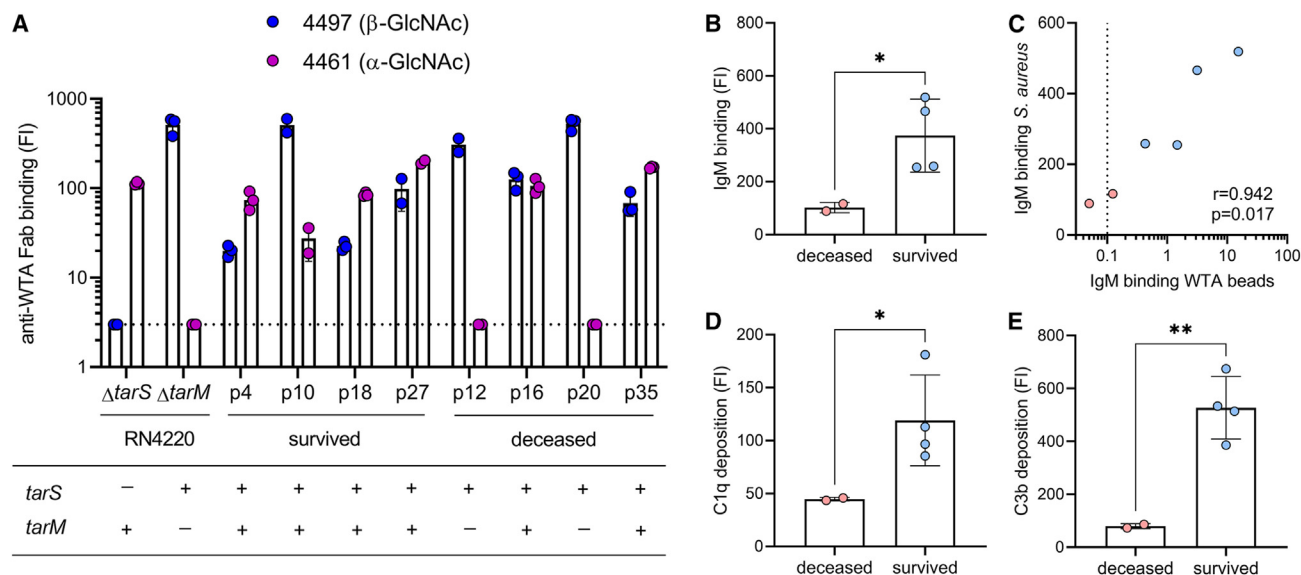 A
4497 (β-GlcNAc)
4461 (α-GlcNAc)
anti-WTA Fab binding (FI)
1000
100
10
1
ΔtarS ΔtarM p4 p10 p18 p27 p12 p16 p20 p35
RN4220 survived deceased
tarS – + + + + + + + + +
tarM + – + + + + – + – +
B
IgM binding (FI)
800
600
400
200
0
*
deceased survived
C
IgM binding S. aureus
600
400
200
0
r=0.942
p=0.017
0.1 1 10 100
IgM binding WTA beads
D
C1q deposition (FI)
200
150
100
50
0
*
deceased survived
E
C3b deposition (FI)
800
600
400
200
0
**
deceased survived